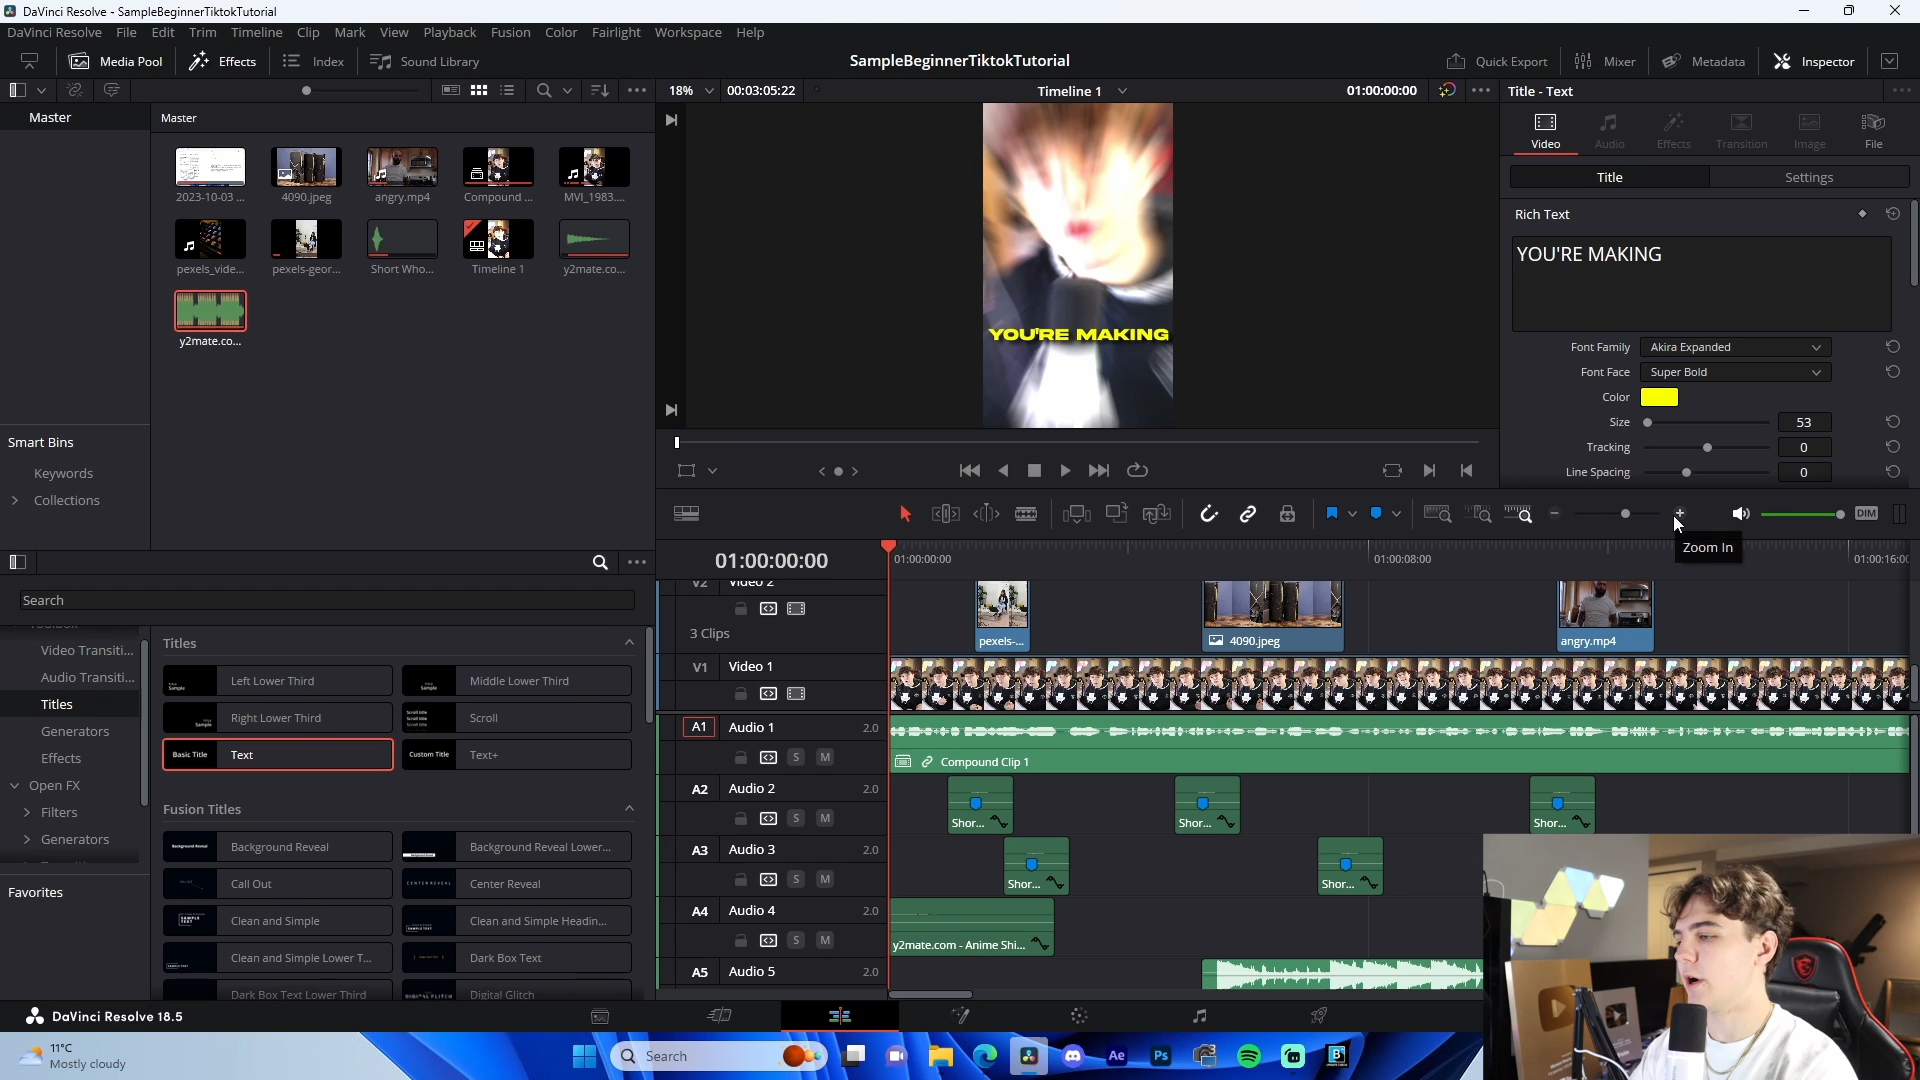 DaVinci Resolve - SampleBeginnerTiktokTutorial
DaVinci Resolve File Edit Trim Timeline Clip Mark View Playback Fusion Color Fairlight Workspace Help
Media Pool Effects Index Sound Library SampleBeginnerTiktokTutorial Quick Export Mixer Metadata Inspector
18% 00:03:05:22 Timeline 1 01:00:00:00 Title - Text
Master Master
Video Audio Effects Transition Image File
Title Settings
2023-10-03 ... 4090.jpeg angry.mp4 Compound ... MVI_1983....
Rich Text
YOU'RE MAKING
pexels_vide... pexels-geor... Short Who... Timeline 1 y2mate.co...
y2mate.co...
YOU'RE MAKING
Font Family Akira Expanded
Font Face Super Bold
Color
Size 53
Tracking 0
Line Spacing 0
Smart Bins
Keywords
Collections
DIM
Zoom In
01:00:00:00 01:00:00:00 01:00:08:00 01:00:16:00
Search
Toolbox
Video Transiti...
Audio Transiti...
Titles
Generators
Effects
Open FX
Filters
Generators
Favorites
Titles
Left Lower Third Middle Lower Third
Right Lower Third Scroll
Basic Title Text Custom Title Text+
Fusion Titles
Background Reveal Background Reveal Lower...
Call Out Center Reveal
Clean and Simple Clean and Simple Headin...
Clean and Simple Lower T... Dark Box Text
Dark Box Text Lower Third Digital Glitch
V2 Video 2
3 Clips
pexels-... 4090.jpeg angry.mp4
V1 Video 1
A1 Audio 1 2.0
S M Compound Clip 1
A2 Audio 2 2.0
S M Shor... Shor... Shor...
A3 Audio 3 2.0
S M Shor... Shor...
A4 Audio 4 2.0
S M y2mate.com - Anime Shi...
A5 Audio 5 2.0
DaVinci Resolve 18.5
11°C
Mostly cloudy
Search
Ae
Ps